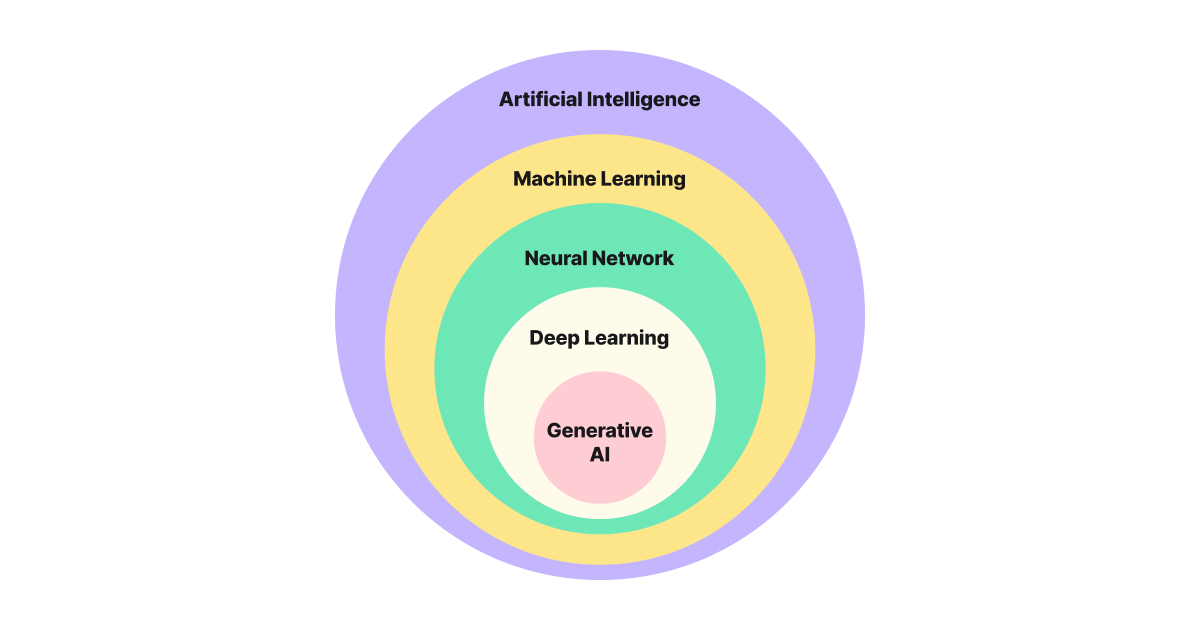 Artificial Intelligence
Machine Learning
Neural Network
Deep Learning
Generative
AI